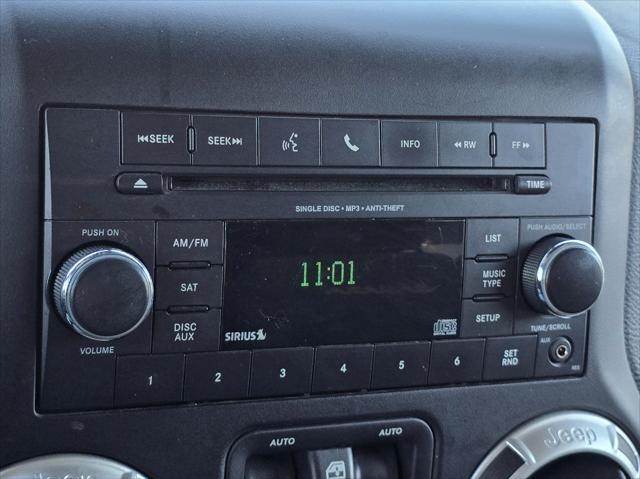 SEEK SEEK INFO RW FF
TIME
SINGLE DISC • MP3 • ANTI-THEFT
PUSH ON
AM/FM
SAT
DISC
AUX
VOLUME
11:01
SIRIUS
LIST
MUSIC
TYPE
SETUP
PUSH AUDIO/SELECT
TUNE/SCROLL
AUX
1 2 3 4 5 6
SET
RND
AUTO AUTO
Jeep